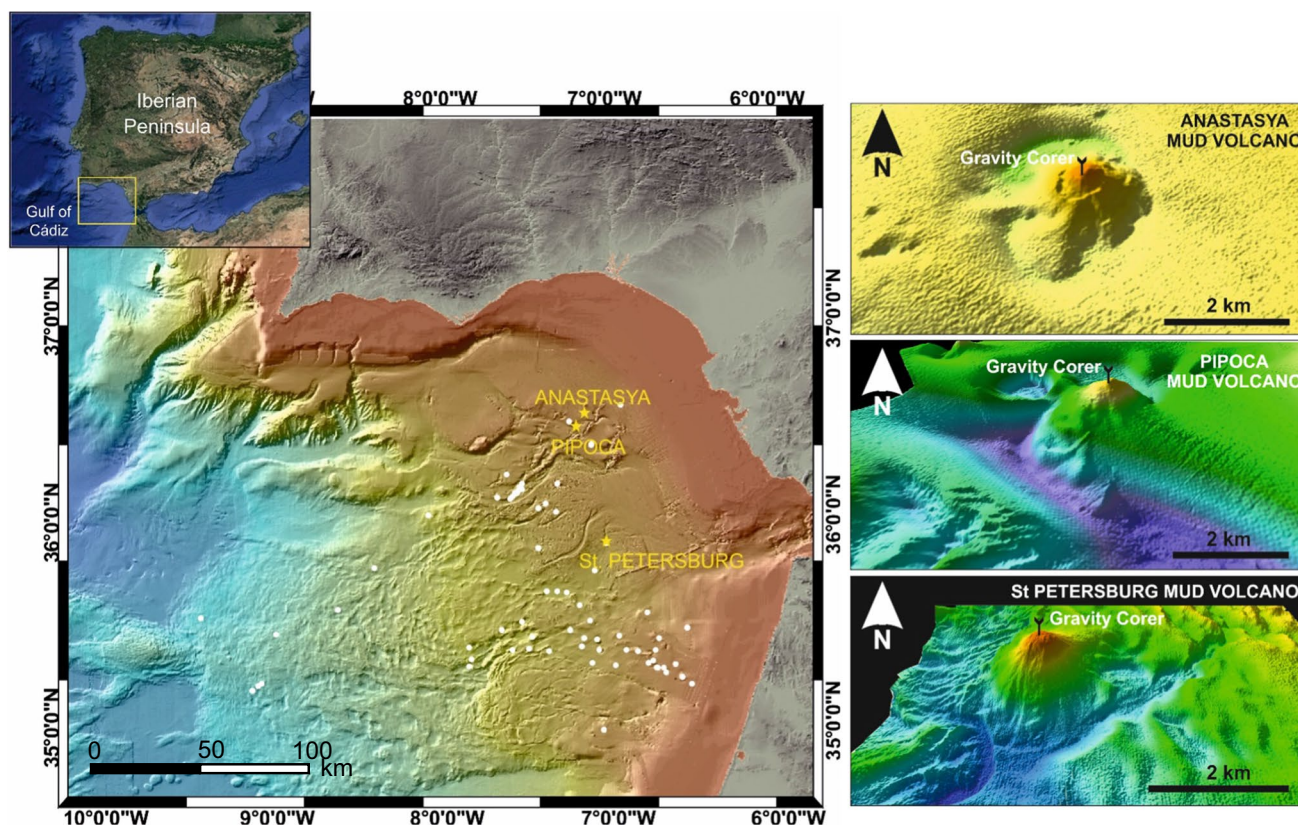 Iberian
Peninsula
Gulf of
Cádiz
8°0'0"W
7°0'0"W
6°0'0"W
37°0'0"N
36°0'0"N
35°0'0"N
37°0'0"N
36°0'0"N
35°0'0"N
ANASTASYA
PIPOCA
St. PETERSBURG
0 50 100
km
10°0'0"W
9°0'0"W
8°0'0"W
7°0'0"W
6°0'0"W
ANASTASYA
MUD VOLCANO
Gravity Corer
N
2 km
PIPOCA
MUD VOLCANO
Gravity Corer
N
2 km
St PETERSBURG MUD VOLCANO
Gravity Corer
N
2 km